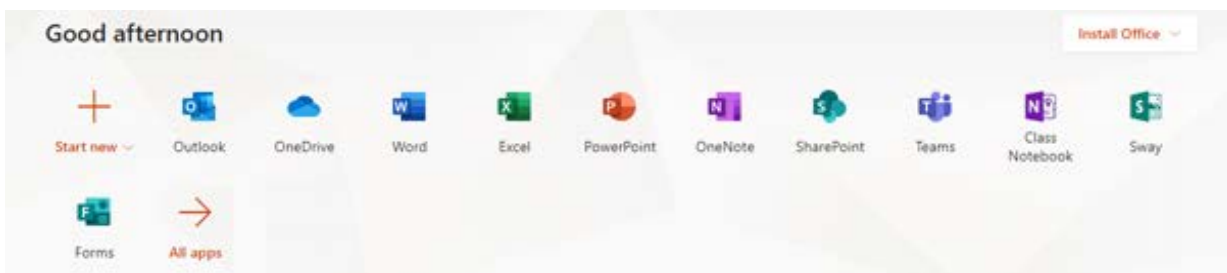 Good afternoon
Install Office
Start new
Outlook
OneDrive
Word
Excel
PowerPoint
OneNote
SharePoint
Teams
Class
Notebook
Sway
Forms
All apps